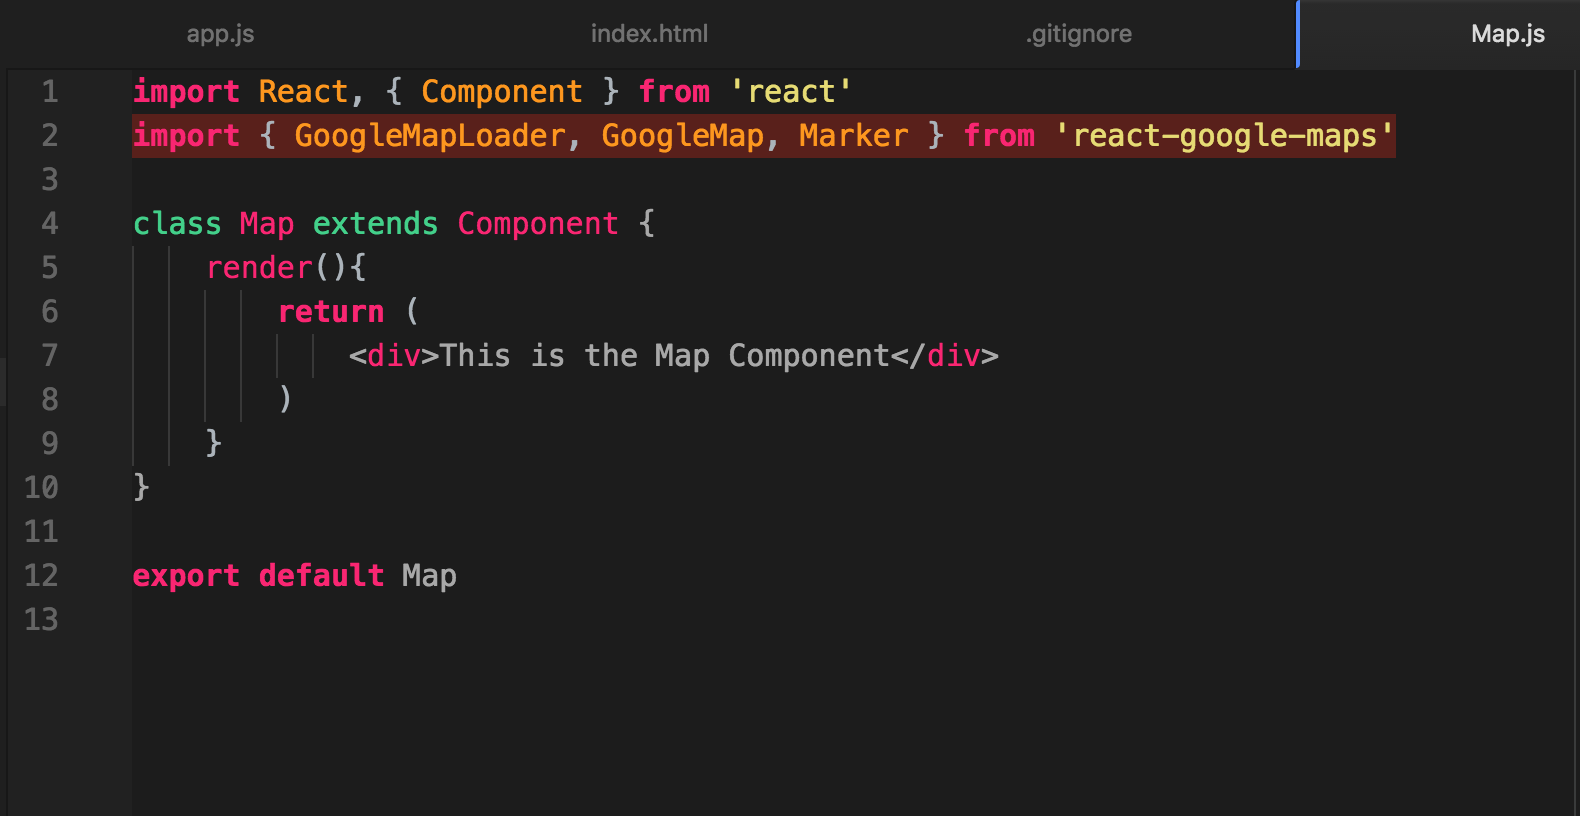 app.js index.html .gitignore Map.js
1 import React, { Component } from 'react'
2 import { GoogleMapLoader, GoogleMap, Marker } from 'react-google-maps'
3
4 class Map extends Component {
5     render(){
6         return (
7             <div>This is the Map Component</div>
8         )
9     }
10 }
11
12 export default Map
13